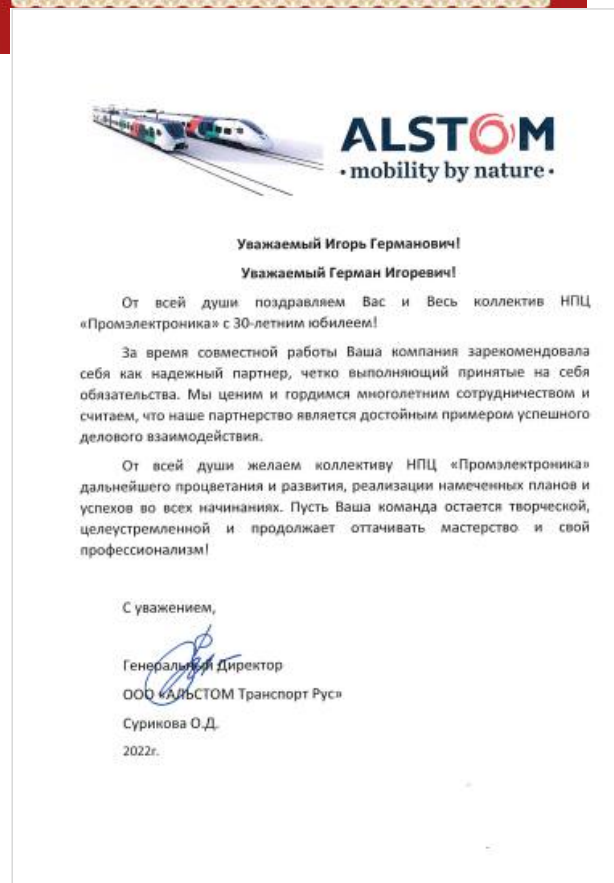 ALSTOM
• mobility by nature •
Уважаемый Игорь Германович!
Уважаемый Герман Игоревич!
От всей души поздравляем Вас и Весь коллектив НПЦ
«Промэлектроника» с 30-летним юбилеем!
За время совместной работы Ваша компания зарекомендовала
себя как надежный партнер, четко выполняющий принятые на себя
обязательства. Мы ценим и гордимся многолетним сотрудничеством и
считаем, что наше партнерство является достойным примером успешного
делового взаимодействия.
От всей души желаем коллективу НПЦ «Промэлектроника»
дальнейшего процветания и развития, реализации намеченных планов и
успехов во всех начинаниях. Пусть Ваша команда остается творческой,
целеустремленной и продолжает оттачивать мастерство и свой
профессионализм!
С уважением,
Генеральный Директор
ООО «АЛЬСТОМ Транспорт Рус»
Сурикова О.Д.
2022г.